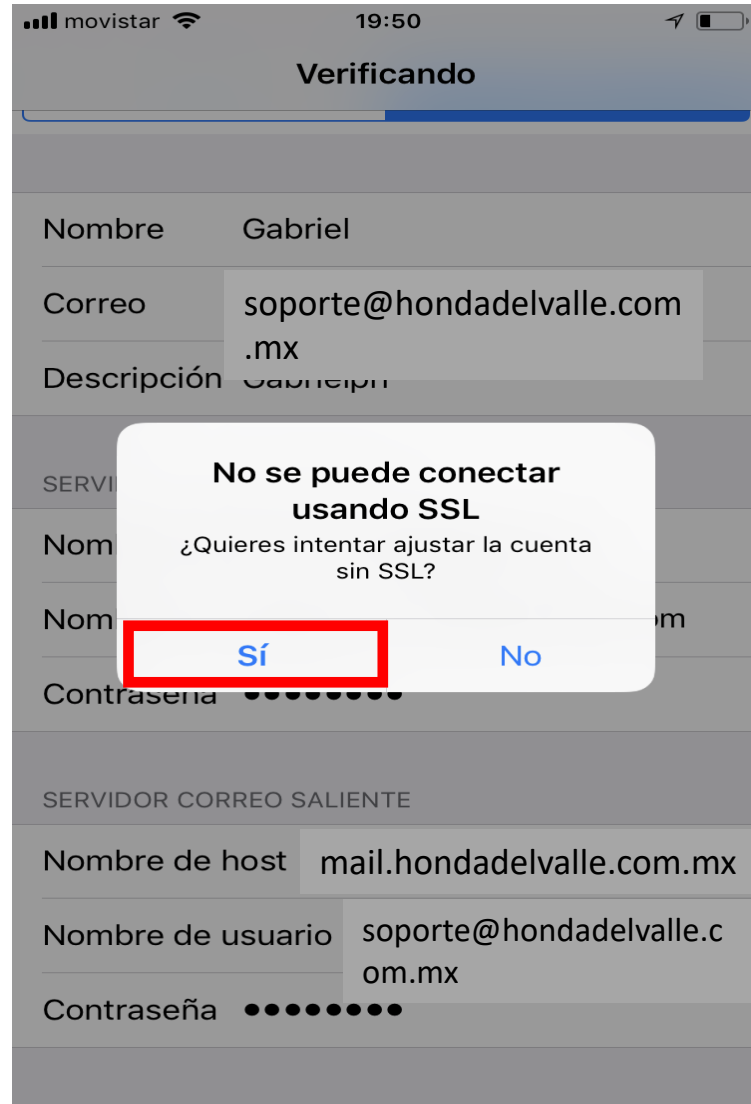 movistar 19:50
Verificando
Nombre Gabriel
Correo soporte@hondadelvalle.com
.mx
Descripción
No se puede conectar
usando SSL
¿Quieres intentar ajustar la cuenta
sin SSL?
Sí No
Contraseña ●●●●●●●●
SERVIDOR CORREO SALIENTE
Nombre de host mail.hondadelvalle.com.mx
Nombre de usuario soporte@hondadelvalle.c
om.mx
Contraseña ●●●●●●●●